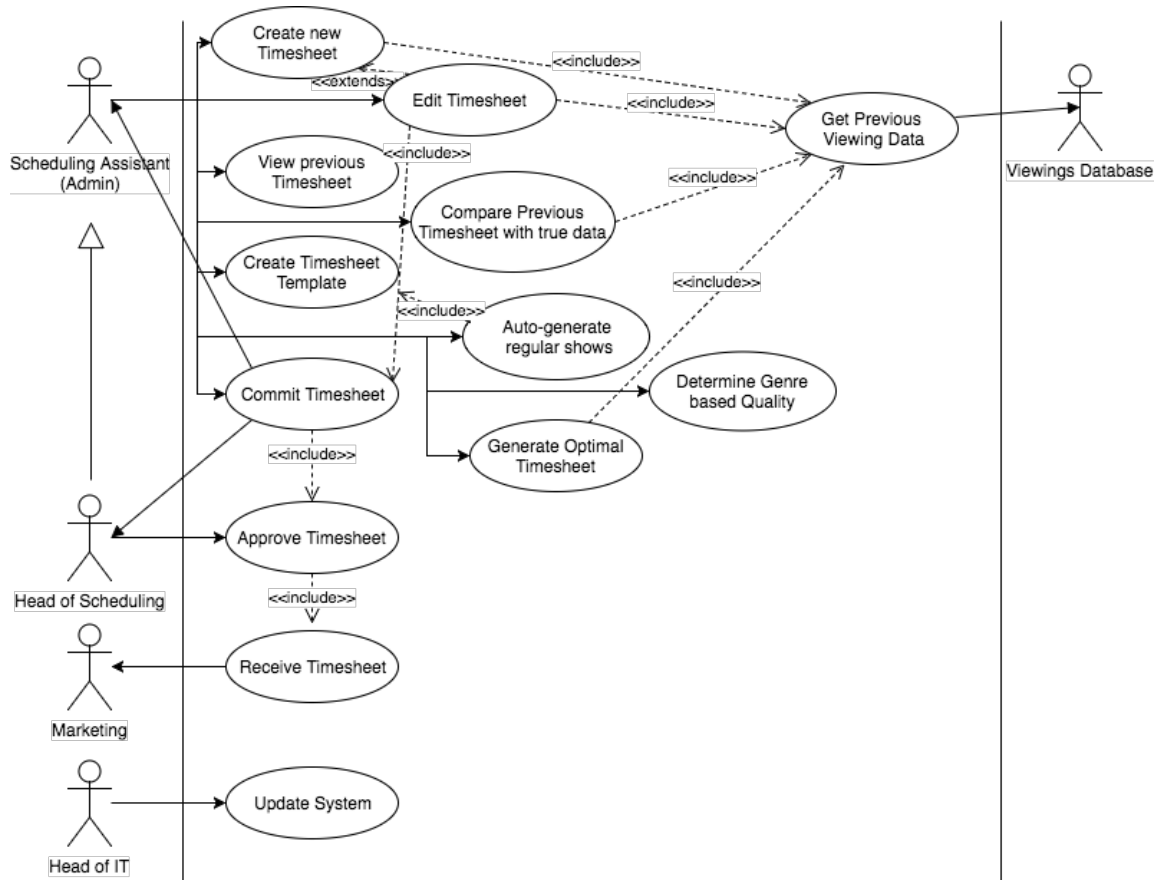 Create new
Timesheet
<<include>>
<<extends>>
Edit Timesheet
<<include>>
Get Previous
Viewing Data
Scheduling Assistant
(Admin)
View previous
Timesheet
<<include>>
<<include>>
Viewings Database
Compare Previous
Timesheet with true data
Create Timesheet
Template
<<include>>
<<include>>
Auto-generate
regular shows
Commit Timesheet
Determine Genre
based Quality
<<include>>
Generate Optimal
Timesheet
Approve Timesheet
Head of Scheduling
<<include>>
Receive Timesheet
Marketing
Update System
Head of IT